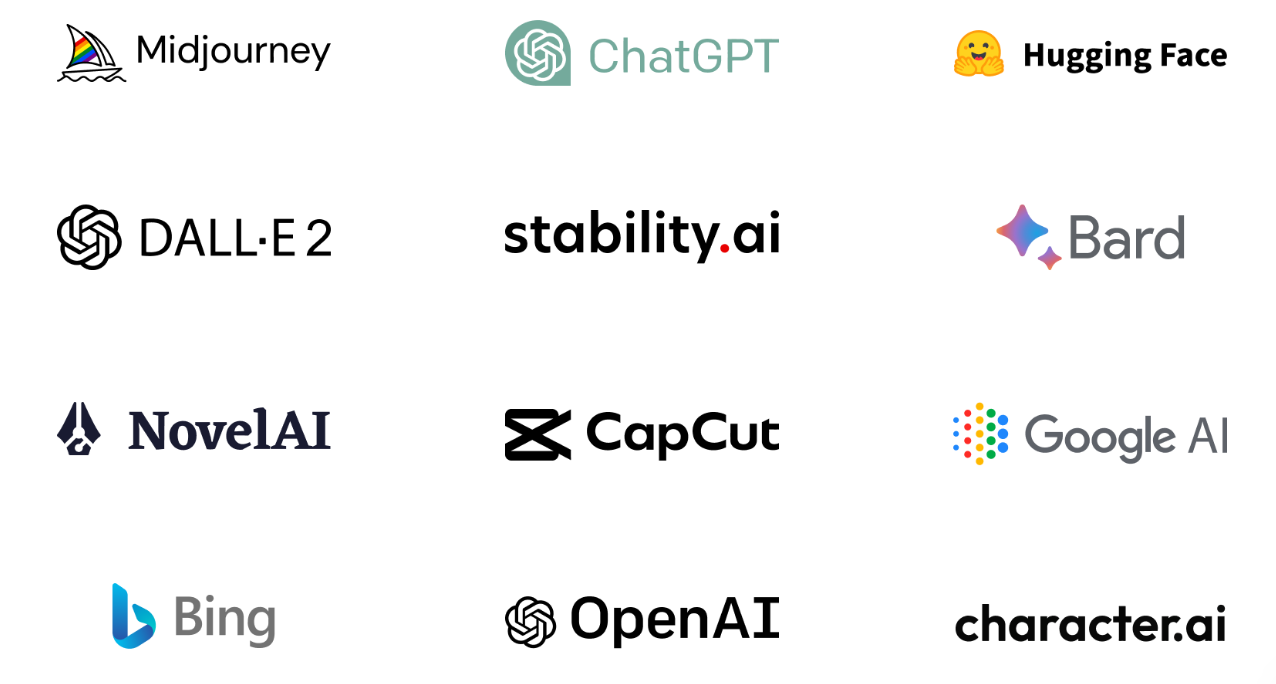 Midjourney
ChatGPT
Hugging Face
DALL·E 2
stability.ai
Bard
NovelAI
CapCut
Google AI
Bing
OpenAI
character.ai